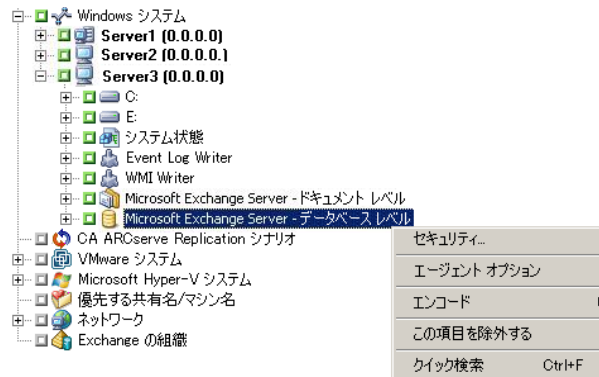 Windows システム
Server1 (0.0.0.0)
Server2 (0.0.0.0.)
Server3 (0.0.0.0)
C:
E:
システム状態
Event Log Writer
WMI Writer
Microsoft Exchange Server - ドキュメント レベル
Microsoft Exchange Server - データベース レベル
CA ARCserve Replication シナリオ
VMware システム
Microsoft Hyper-V システム
優先する共有名/マシン名
ネットワーク
Exchange の組織
セキュリティ...
エージェント オプション
エンコード
この項目を除外する
クイック検索 Ctrl+F